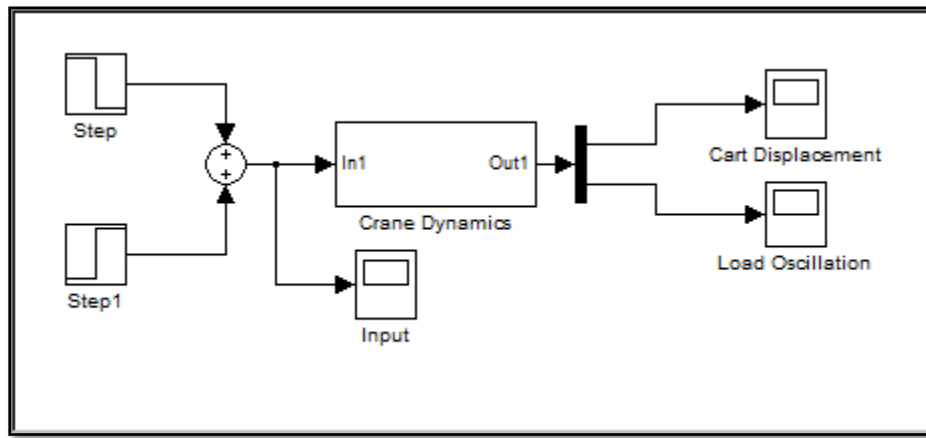 Step
+
+
In1
Out1
Crane Dynamics
Cart Displacement
Load Oscillation
Step1
Input